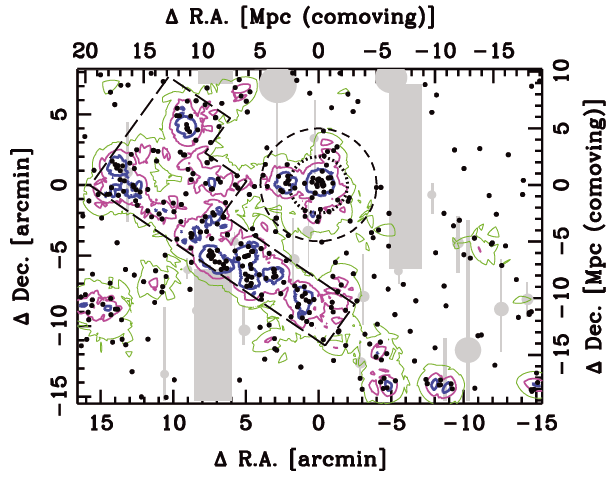 Δ R.A. [Mpc (comoving)]
20 15 10 5 0 −5 −10 −15
Δ Dec. [arcmin]
5 0 −5 −10 −15
10 5 0 −5 −10 −15
Δ Dec. [Mpc (comoving)]
15 10 5 0 −5 −10 −15
Δ R.A. [arcmin]